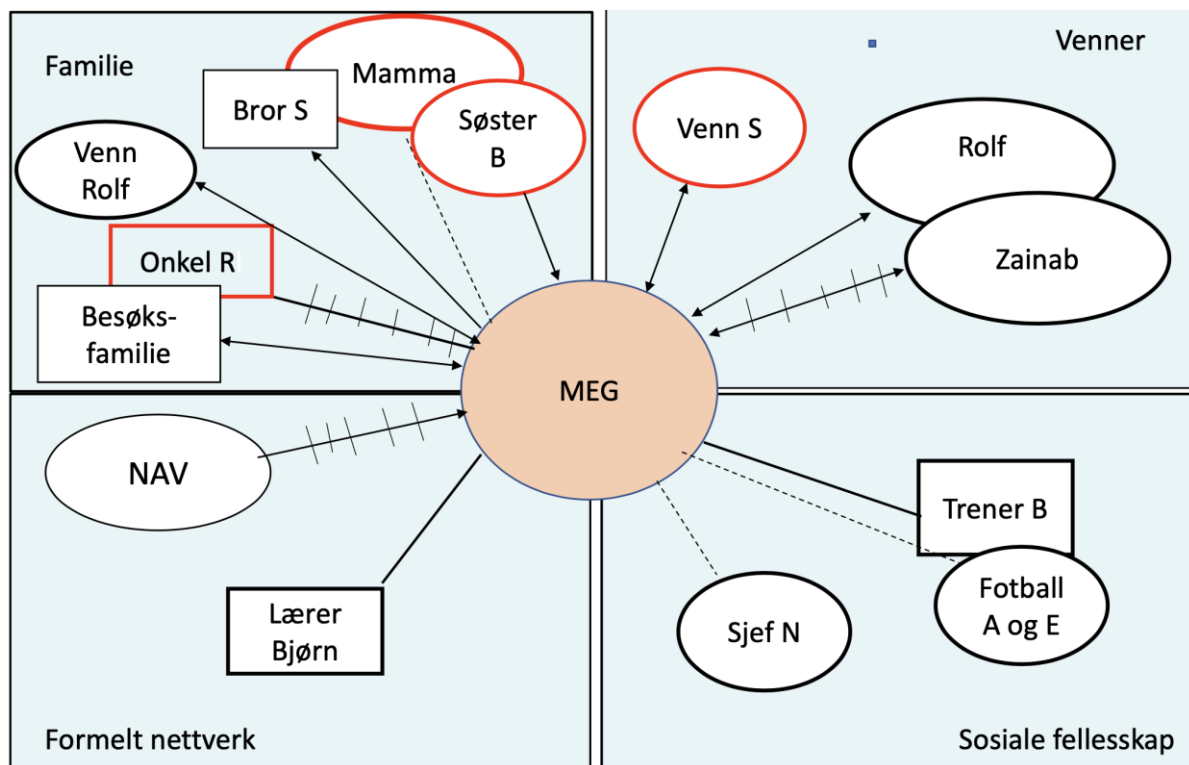 Familie
Mamma
Bror S
Søster
B
Venn
Rolf
Onkel R
Besøks-
familie
Venner
Venn S
Rolf
Zainab
MEG
NAV
Lærer
Bjørn
Formelt nettverk
Trener B
Fotball
A og E
Sjef N
Sosiale fellesskap